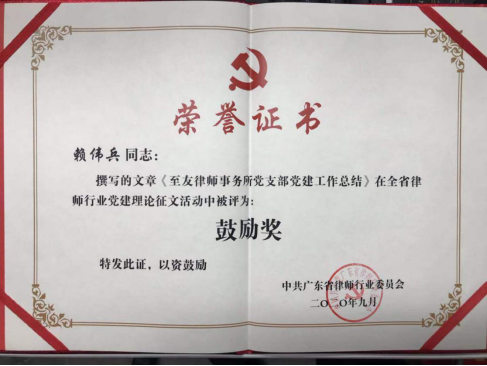 荣誉证书
赖伟兵同志：
撰写的文章《至友律师事务所党支部党建工作总结》在全省律
师行业党建理论征文活动中被评为：
鼓励奖
特发此证，以资鼓励
中共广东省律师行业委员会
二〇二〇年九月